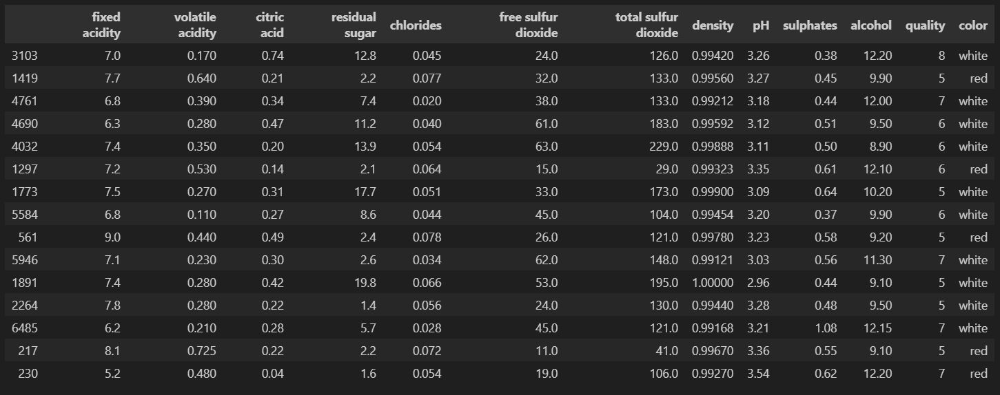 fixed acidity volatile acidity citric acid residual sugar chlorides free sulfur dioxide total sulfur dioxide density pH sulphates alcohol quality color
3103 7.0 0.170 0.74 12.8 0.045 24.0 126.0 0.99420 3.26 0.38 12.20 8 white
1419 7.7 0.640 0.21 2.2 0.077 32.0 133.0 0.99560 3.27 0.45 9.90 5 red
4761 6.8 0.390 0.34 7.4 0.020 38.0 133.0 0.99212 3.18 0.44 12.00 7 white
4690 6.3 0.280 0.47 11.2 0.040 61.0 183.0 0.99592 3.12 0.51 9.50 6 white
4032 7.4 0.350 0.20 13.9 0.054 63.0 229.0 0.99888 3.11 0.50 8.90 6 white
1297 7.2 0.530 0.14 2.1 0.064 15.0 29.0 0.99323 3.35 0.61 12.10 6 red
1773 7.5 0.270 0.31 17.7 0.051 33.0 173.0 0.99900 3.09 0.64 10.20 5 white
5584 6.8 0.110 0.27 8.6 0.044 45.0 104.0 0.99454 3.20 0.37 9.90 6 white
561 9.0 0.440 0.49 2.4 0.078 26.0 121.0 0.99780 3.23 0.58 9.20 5 red
5946 7.1 0.230 0.30 2.6 0.034 62.0 148.0 0.99121 3.03 0.56 11.30 7 white
1891 7.4 0.280 0.42 19.8 0.066 53.0 195.0 1.00000 2.96 0.44 9.10 5 white
2264 7.8 0.280 0.22 1.4 0.056 24.0 130.0 0.99440 3.28 0.48 9.50 5 white
6485 6.2 0.210 0.28 5.7 0.028 45.0 121.0 0.99168 3.21 1.08 12.15 7 white
217 8.1 0.725 0.22 2.2 0.072 11.0 41.0 0.99670 3.36 0.55 9.10 5 red
230 5.2 0.480 0.04 1.6 0.054 19.0 106.0 0.99270 3.54 0.62 12.20 7 red